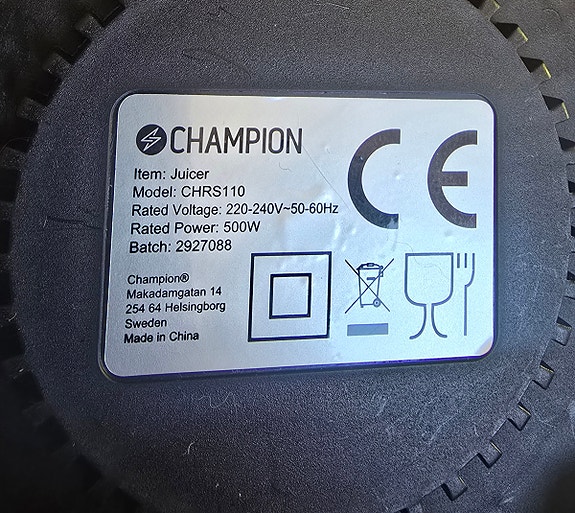 CHAMPION
CE
Item: Juicer
Model: CHRS110
Rated Voltage: 220-240V~50-60Hz
Rated Power: 500W
Batch: 2927088
Champion®
Makadamgatan 14
254 64 Helsingborg
Sweden
Made in China